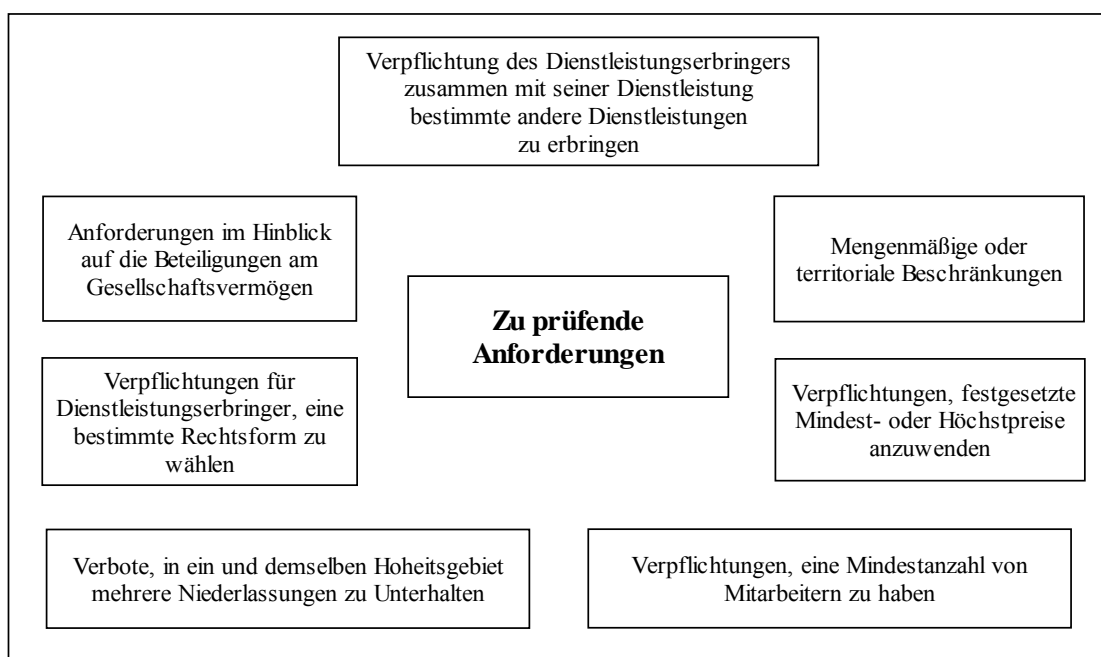 Verpflichtung des Dienstleistungserbringers
zusammen mit seiner Dienstleistung
bestimmte andere Dienstleistungen
zu erbringen
Anforderungen im Hinblick
auf die Beteiligungen am
Gesellschaftsvermögen
Mengenmäßige oder
territoriale Beschränkungen
Zu prüfende
Anforderungen
Verpflichtungen für
Dienstleistungserbringer, eine
bestimmte Rechtsform zu
wählen
Verpflichtungen, festgesetzte
Mindest- oder Höchstpreise
anzuwenden
Verbote, in ein und demselben Hoheitsgebiet
mehrere Niederlassungen zu Unterhalten
Verpflichtungen, eine Mindestanzahl von
Mitarbeitern zu haben